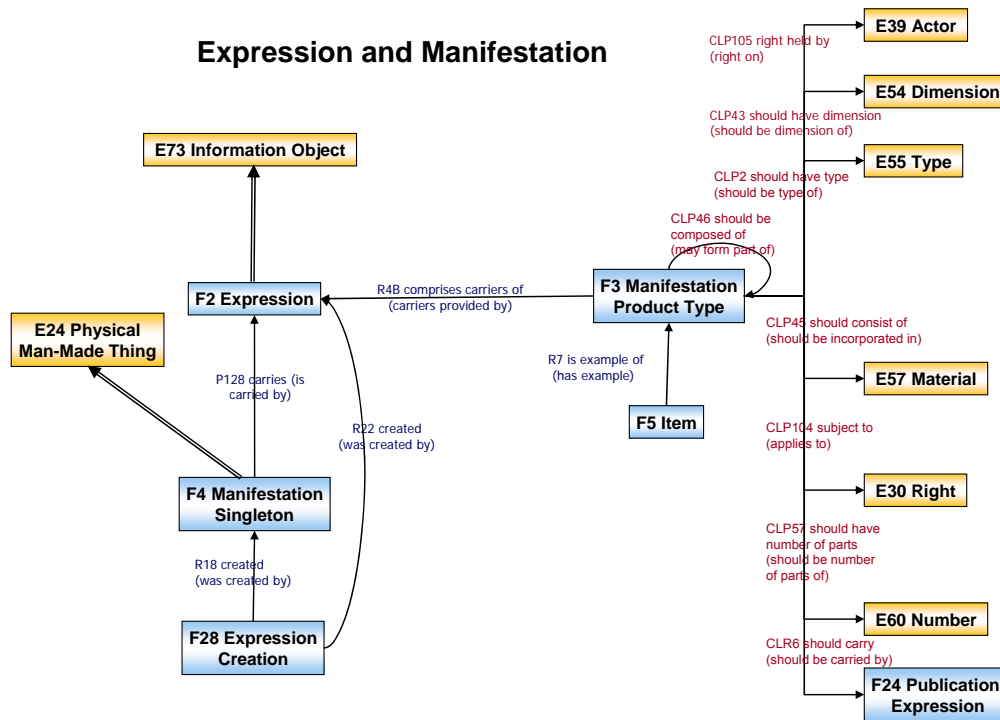 Expression and Manifestation
E39 Actor
CLP105 right held by
(right on)
E54 Dimension
CLP43 should have dimension
(should be dimension of)
E73 Information Object
E55 Type
CLP2 should have type
(should be type of)
CLP46 should be
composed of
(may form part of)
F2 Expression
R4B comprises carriers of
(carriers provided by)
F3 Manifestation
Product Type
E24 Physical
Man-Made Thing
CLP45 should consist of
(should be incorporated in)
P128 carries (is
carried by)
R7 is example of
(has example)
E57 Material
F5 Item
R22 created
(was created by)
CLP104 subject to
(applies to)
F4 Manifestation
Singleton
E30 Right
CLP57 should have
number of parts
(should be number
of parts of)
R18 created
(was created by)
E60 Number
F28 Expression
Creation
CLR6 should carry
(should be carried by)
F24 Publication
Expression